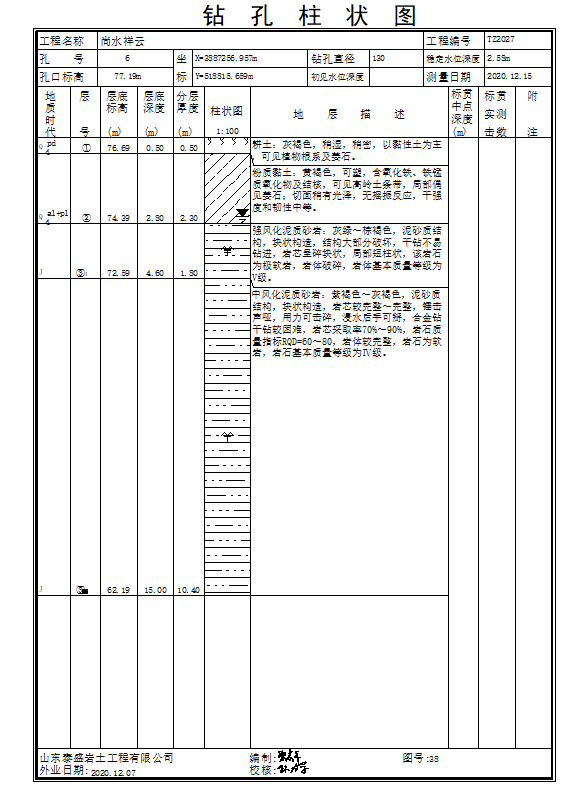 钻孔柱状图
工程名称 尚水祥云 工程编号 TZ2027
孔号 6 坐 X=3887256.987m 钻孔直径 130 稳定水位深度 2.58m
孔口标高 77.19m 标 Y=51815.659m 初见水位深度 测量日期 2020.12.15
地质时代 层号 层底标高(m) 层底深度(m) 分层厚度(m) 柱状图 1:100 地层描述 标贯中点深度(m) 标贯实测击数 附注
Q pd 4 ① 76.69 0.50 0.50
耕土：灰褐色，稍湿，稍密，以黏性土为主
，可见植物根系及姜石。
粉质黏土：黄褐色，可塑，含氧化铁、铁锰
质氧化物及结核，可见高岭土条带，局部偶
见姜石；切面稍有光泽，无摇振反应，干强
度和韧性中等。
Q al+pl 4 ② 74.39 2.80 2.30
强风化泥质砂岩：灰绿～棕褐色，泥砂质结
构，块状构造，结构大部分破坏，干钻不易
钻进，岩芯呈碎块状，局部短柱状，该岩石
为极软岩，岩体破碎，岩体基本质量等级为
V级。
J ③ 72.59 4.60 1.80
中风化泥质砂岩：紫褐色～灰褐色，泥砂质
结构，块状构造，岩芯较完整～完整，锤击
声哑，用力可击碎，浸水后手可掰，合金钻
干钻较困难，岩芯采取率70%～90%，岩石质
量指标RQD=60～80，岩体较完整，岩石为软
岩，岩石基本质量等级为Ⅳ级。
J ③ 62.19 15.00 10.40
山东泰盛岩土工程有限公司 编制: 图号:38
外业日期: 2020.12.07 校核: